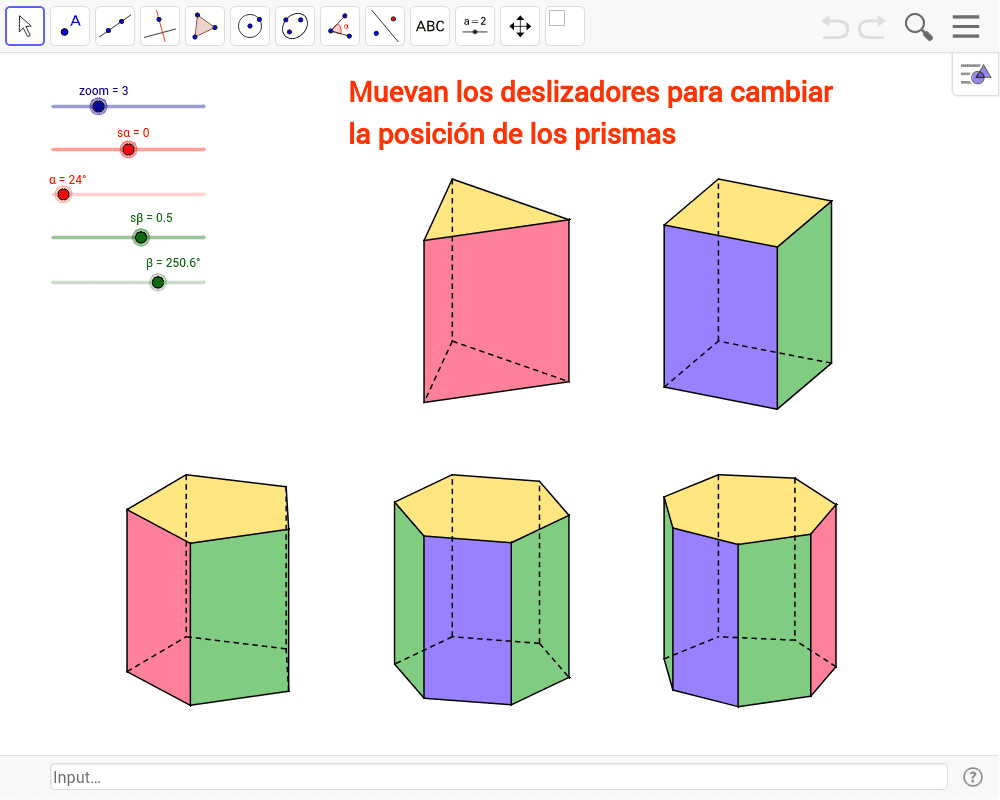 A
α
ABC
a=2
zoom = 3
Muevan los deslizadores para cambiar
la posición de los prismas
sα = 0
α = 24°
sβ = 0.5
β = 250.6°
Input...
?